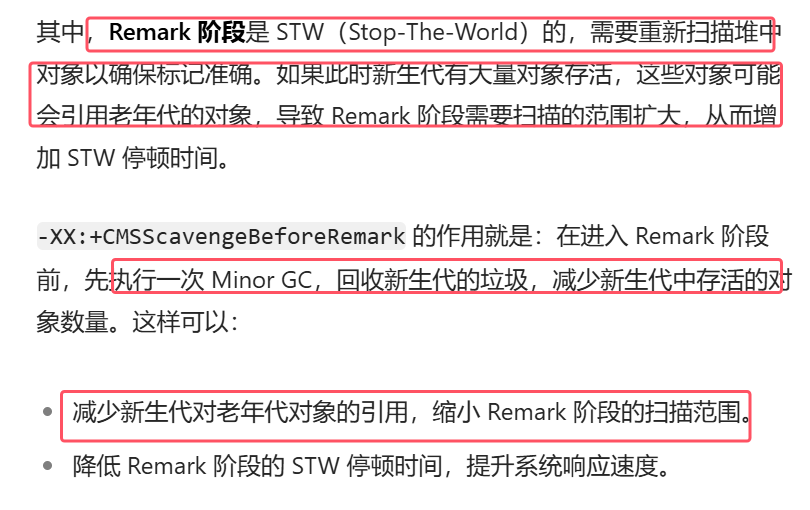 其中，Remark 阶段是 STW（Stop-The-World）的，需要重新扫描堆中
对象以确保标记准确。如果此时新生代有大量对象存活，这些对象可能
会引用老年代的对象，导致 Remark 阶段需要扫描的范围扩大，从而增
加 STW 停顿时间。
-XX:+CMSScavengeBeforeRemark 的作用就是：在进入 Remark 阶段
前，先执行一次 Minor GC，回收新生代的垃圾，减少新生代中存活的对
象数量。这样可以：
• 减少新生代对老年代对象的引用，缩小 Remark 阶段的扫描范围。
• 降低 Remark 阶段的 STW 停顿时间，提升系统响应速度。